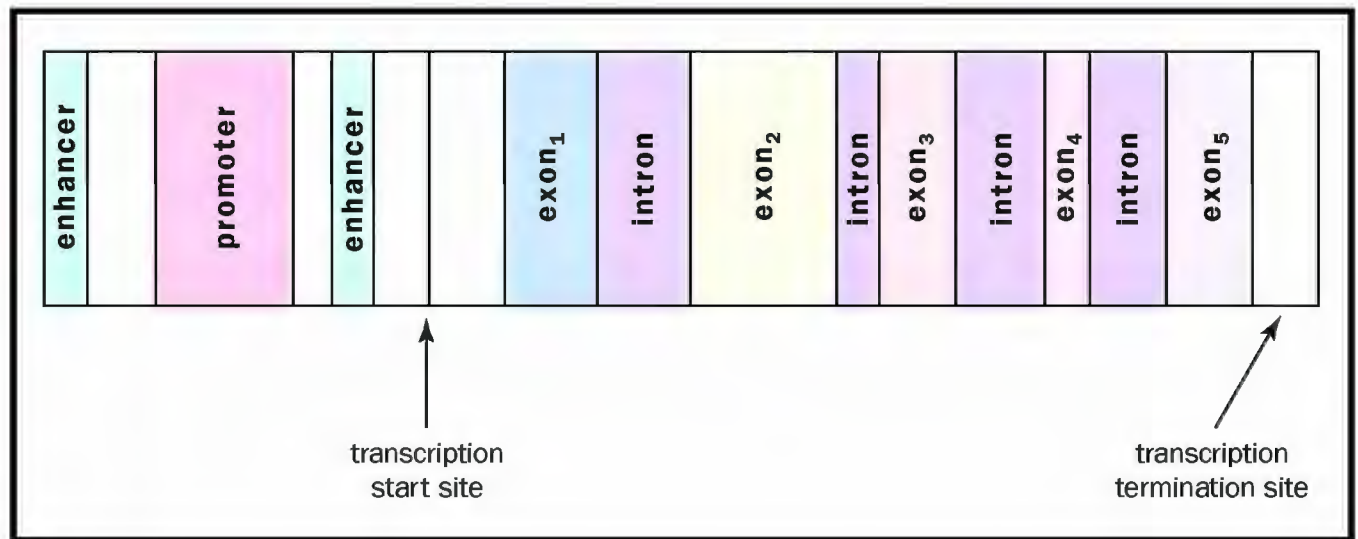 enhancer
promoter
enhancer
exon₁
intron
exon₂
intron
exon₃
intron
exon₄
intron
exon₅
transcription
start site
transcription
termination site